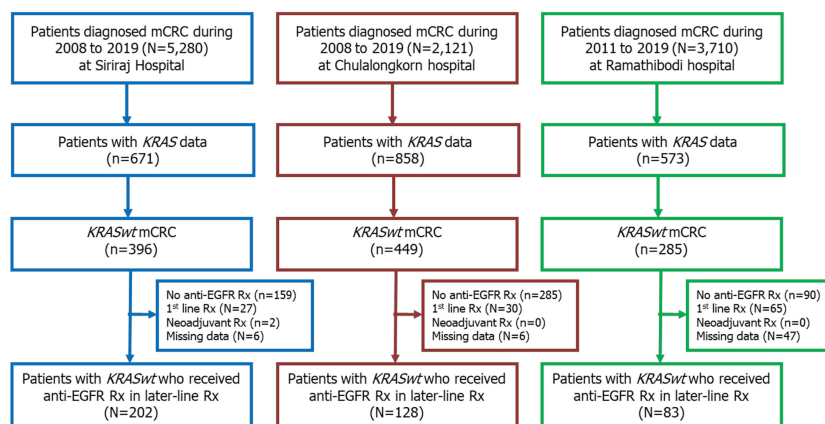 Patients diagnosed mCRC during
2008 to 2019 (N=5,280)
at Siriraj Hospital
Patients with KRAS data
(n=671)
KRASwt mCRC
(n=396)
No anti-EGFR Rx (n=159)
1st line Rx (N=27)
Neoadjuvant Rx (n=2)
Missing data (N=6)
Patients with KRASwt who received
anti-EGFR Rx in later-line Rx
N=202
Patients diagnosed mCRC during
2008 to 2019 (N=2,121)
at Chulalongkorn hospital
Patients with KRAS data
(n=858)
KRASwt mCRC
(n=449)
No anti-EGFR Rx (n=285)
1st line Rx (N=30)
Neoadjuvant Rx (n=0)
Missing data (N=6)
Patients with KRASwt who received
anti-EGFR Rx in later-line Rx
N=128
Patients diagnosed mCRC during
2011 to 2019 (N=3,710)
at Ramathibodi hospital
Patients with KRAS data
(n=573)
KRASwt mCRC
(n=285)
No anti-EGFR Rx (n=90)
1st line Rx (N=65)
Neoadjuvant Rx (n=0)
Missing data (N=47)
Patients with KRASwt who received
anti-EGFR Rx in later-line Rx
N=83